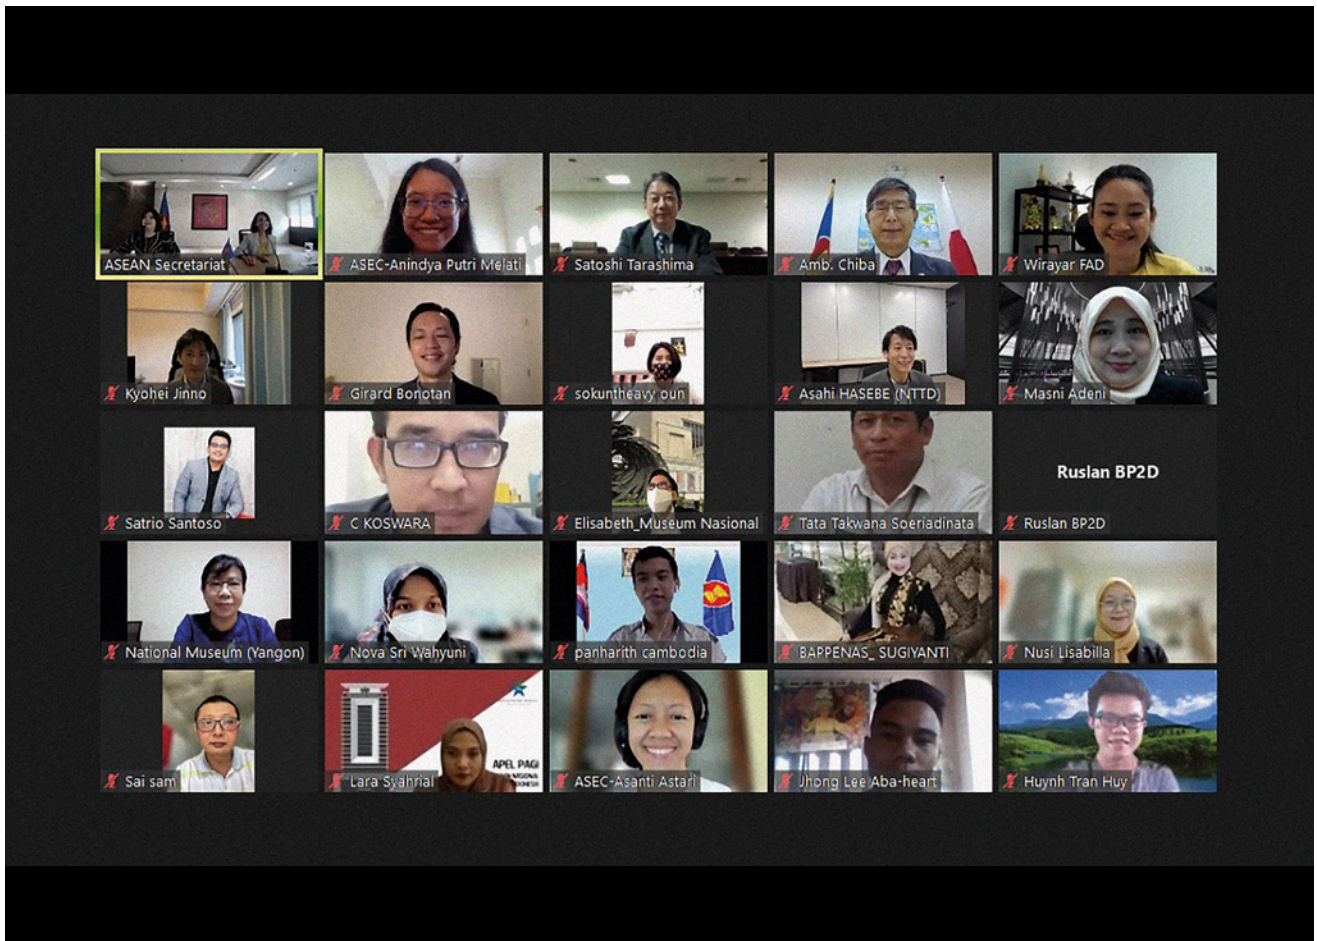 ASEAN Secretariat
ASEC-Anindya Putri Melati
Satoshi Tarashima
Amb. Chiba
Wirayar FAD
Kyohei Jinno
Girard Bonotan
sokuntheavy oun
Asahi HASEBE (NTTD)
Masni Adeni
Satrio Santoso
C KOSWARA
Elisabeth_Museum Nasional
Tata Takwana Soeriadinata
Ruslan BP2D
Ruslan BP2D
National Museum (Yangon)
Nova Sri Wahyuni
panharith cambodia
BAPPENAS_ SUGIYANTI
Nusi Lisabilla
Sai sam
Lara Syahrial
APEL PAGI
NASIONAL
ASEC-Asanti Astari
Jhong Lee Aba-heart
Huynh Tran Huy